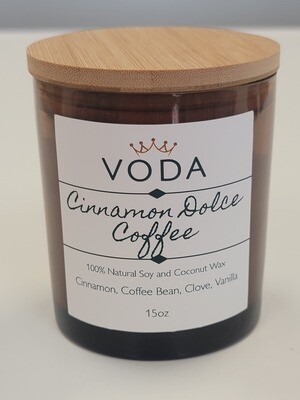 VODA
Cinnamon Dolce
Coffee
100% Natural Soy and Coconut Wax
Cinnamon, Coffee Bean, Clove, Vanilla
15oz